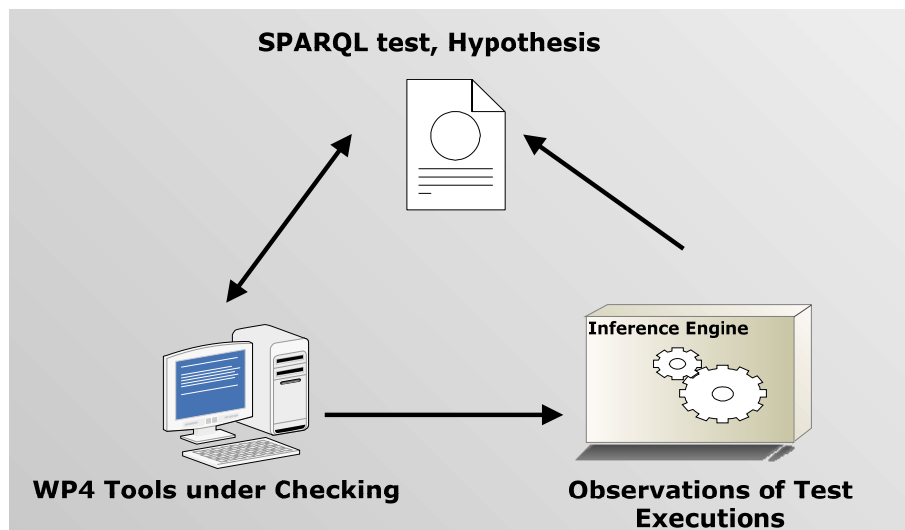 SPARQL test, Hypothesis
Inference Engine
WP4 Tools under Checking
Observations of Test
Executions